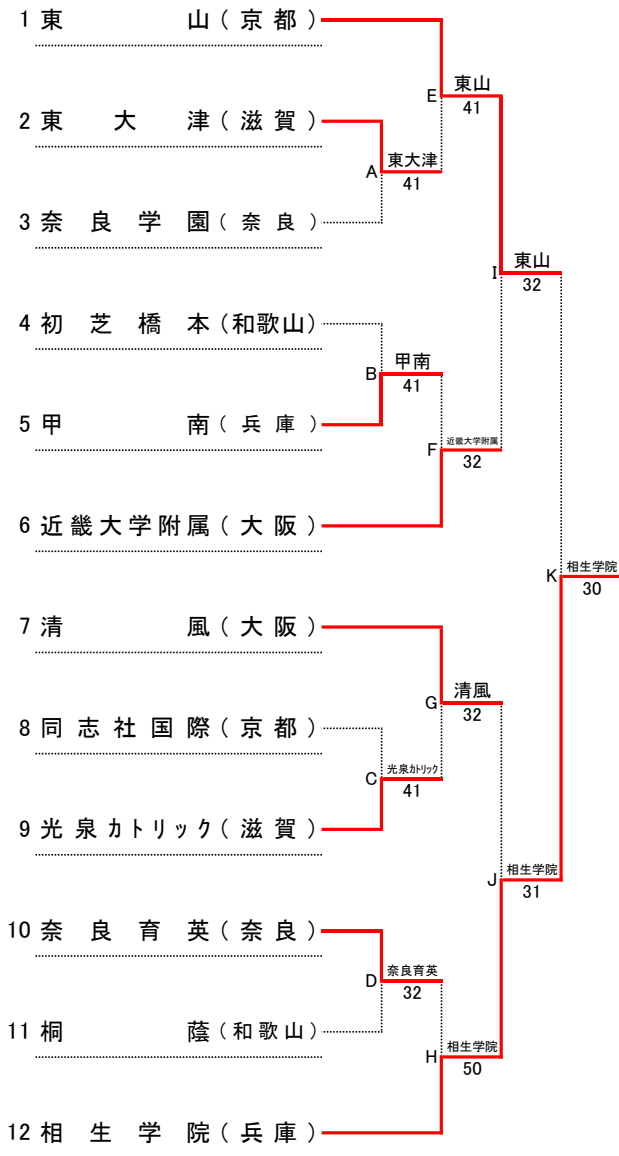 1 東山(京都)
E 東山
41
2 東大津(滋賀)
A 東大津
41
3 奈良学園(奈良)
I 東山
32
4 初芝橋本(和歌山)
B 甲南
41
5 甲南(兵庫)
F 近畿大学附属
32
6 近畿大学附属(大阪)
K 相生学院
30
7 清風(大阪)
G 清風
32
8 同志社国際(京都)
C 光泉カトリック
41
9 光泉カトリック(滋賀)
J 相生学院
31
10 奈良育英(奈良)
D 奈良育英
32
11 桐蔭(和歌山)
H 相生学院
50
12 相生学院(兵庫)